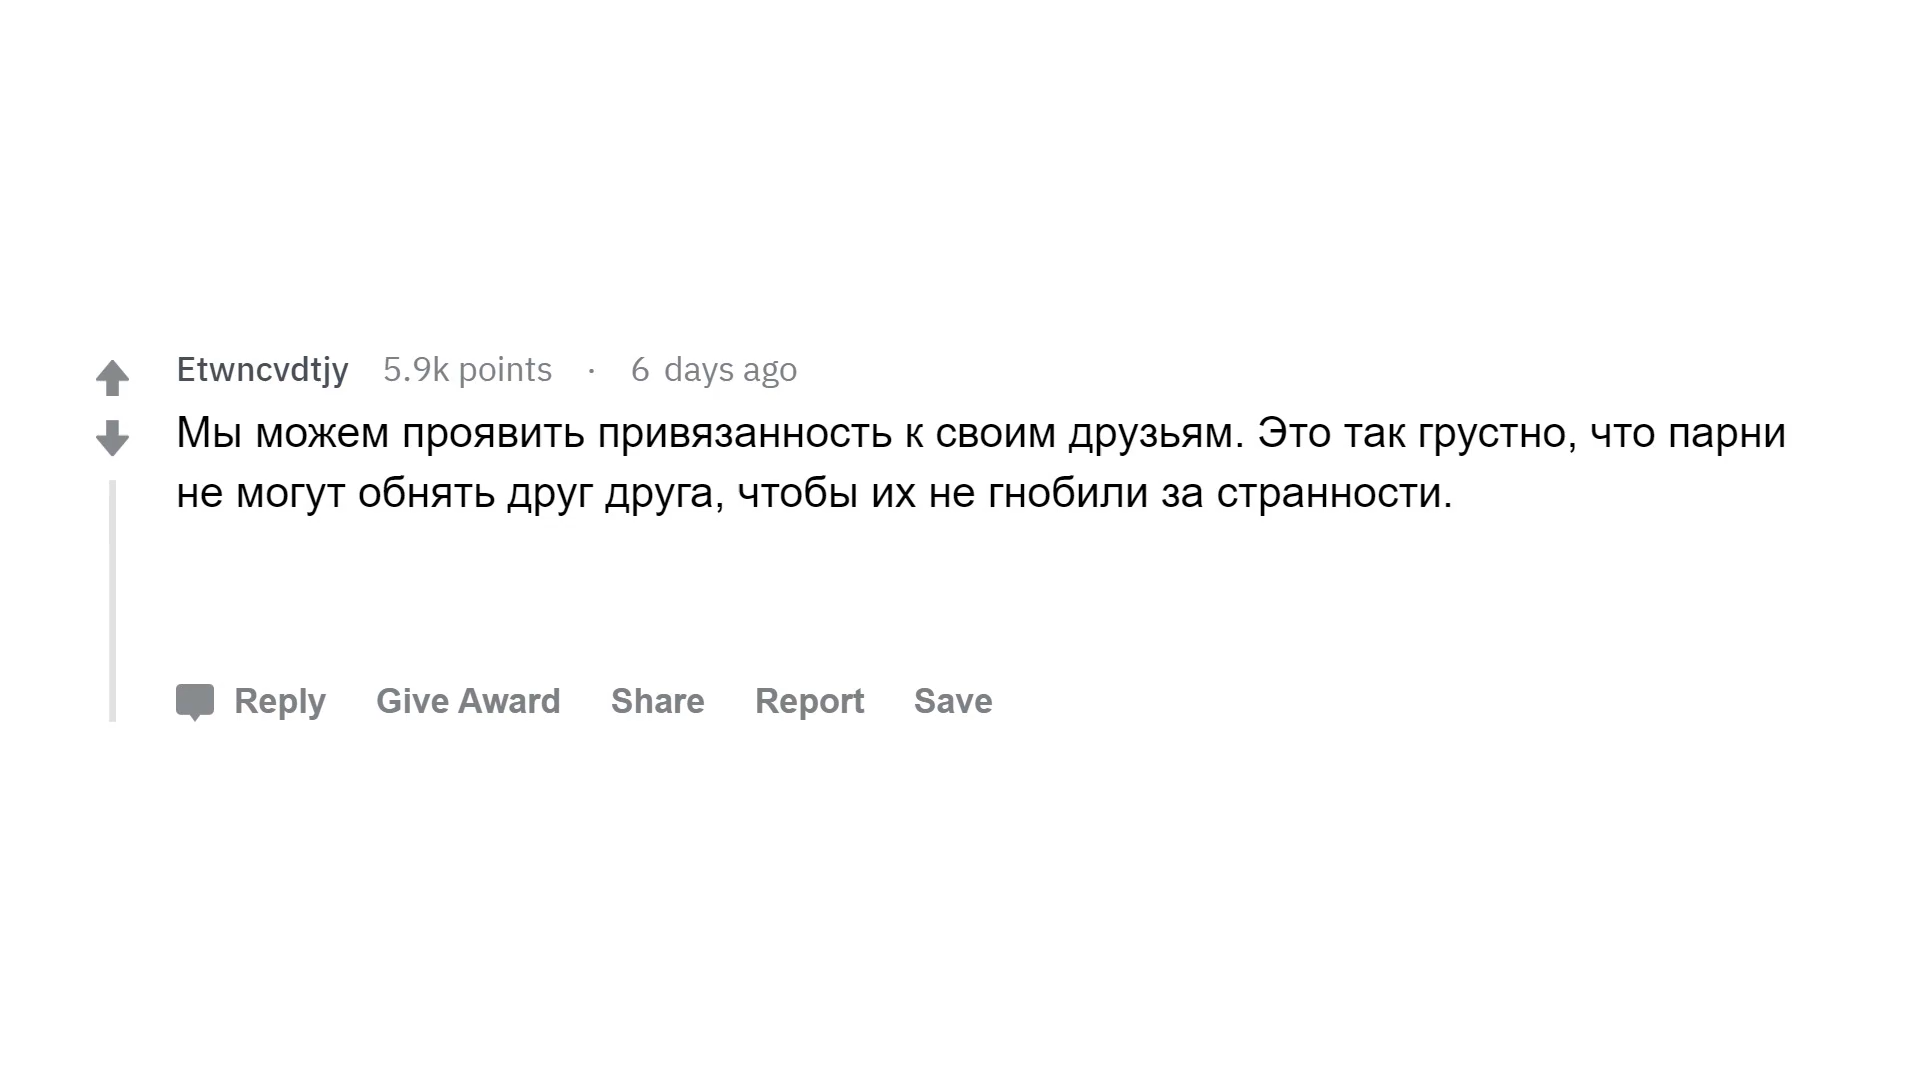 Etwncvdtjy 5.9k points · 6 days ago
Мы можем проявить привязанность к своим друзьям. Это так грустно, что парни
не могут обнять друг друга, чтобы их не гнобили за странности.
Reply Give Award Share Report Save